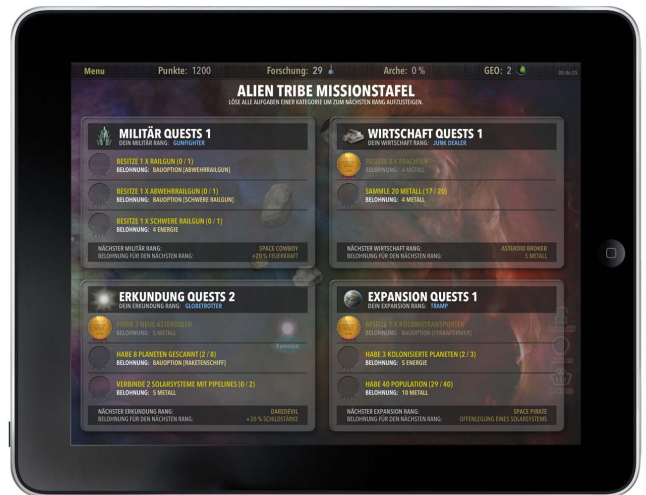 Menu
Punkte: 1200
Forschung: 29
Arche: 0 %
GEO: 2
ALIEN TRIBE MISSIONSTAFEL
LÖSE ALLE AUFGABEN EINER KATEGORIE UM ZUM NÄCHSTEN RANG AUFZUSTEIGEN.
MILITÄR QUESTS 1
DEIN MILITÄR RANG: GUNFIGHTER
BESITZE 1 X RAILGUN (0 / 1)
BELOHNUNG: BAUOPTION [ABWEHRRAILGUN]
BESITZE 1 X ABWEHRRAILGUN (0 / 1)
BELOHNUNG: BAUOPTION [SCHWERE RAILGUN]
BESITZE 1 X SCHWERE RAILGUN (0 / 1)
BELOHNUNG: 4 ENERGIE
NÄCHSTER MILITÄR RANG: SPACE COWBOY
BELOHNUNG FÜR DEN NÄCHSTEN RANG: +20 % FEUERKRAFT
WIRTSCHAFT QUESTS 1
DEIN WIRTSCHAFT RANG: JUNK DEALER
BESITZE 2 X FRACHTER
BELOHNUNG: 4 METALL
SAMMLE 20 METALL (17 / 20)
BELOHNUNG: 4 METALL
NÄCHSTER WIRTSCHAFT RANG: ASTEROID BROKER
BELOHNUNG FÜR DEN NÄCHSTEN RANG: 5 METALL
ERKUNDUNG QUESTS 2
DEIN ERKUNDUNG RANG: GLOBETROTTER
FINDE 3 NEUE ASTEROIDEN
BELOHNUNG: 3 METALL
HABE 8 PLANETEN GESCANNT (2 / 8)
BELOHNUNG: BAUOPTION [RAKETENSCHIFF]
VERBINDE 2 SOLARSYSTEME MIT PIPELINES (0 / 2)
BELOHNUNG: 5 METALL
NÄCHSTER ERKUNDUNG RANG: DAREDEVIL
BELOHNUNG FÜR DEN NÄCHSTEN RANG: +20 % SCHILDSTÄRKE
Kamsion
EXPANSION QUESTS 1
DEIN EXPANSION RANG: TRAMP
BESITZE 1 X KOLONISTRANSPORTER
BELOHNUNG: BAUOPTION [TERRAFORMER]
HABE 3 KOLONISIERTE PLANETEN (2 / 3)
BELOHNUNG: 5 ENERGIE
HABE 40 POPULATION (29 / 40)
BELOHNUNG: 10 METALL
NÄCHSTER EXPANSION RANG: SPACE PIRATE
BELOHNUNG FÜR DEN NÄCHSTEN RANG: OFFENLEGUNG EINES SOLARSYSTEMS